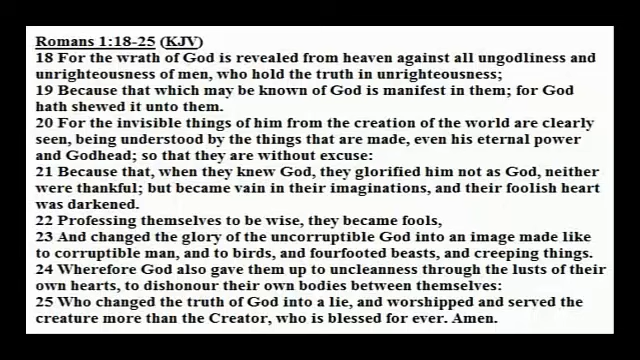 Romans 1:18-25 (KJV)
18 For the wrath of God is revealed from heaven against all ungodliness and
unrighteousness of men, who hold the truth in unrighteousness;
19 Because that which may be known of God is manifest in them; for God
hath shewed it unto them.
20 For the invisible things of him from the creation of the world are clearly
seen, being understood by the things that are made, even his eternal power
and Godhead; so that they are without excuse:
21 Because that, when they knew God, they glorified him not as God, neither
were thankful; but became vain in their imaginations, and their foolish heart
was darkened.
22 Professing themselves to be wise, they became fools,
23 And changed the glory of the uncorruptible God into an image made like
to corruptible man, and to birds, and fourfooted beasts, and creeping things.
24 Wherefore God also gave them up to uncleanness through the lusts of their
own hearts, to dishonour their own bodies between themselves:
25 Who changed the truth of God into a lie, and worshipped and served the
creature more than the Creator, who is blessed for ever. Amen.